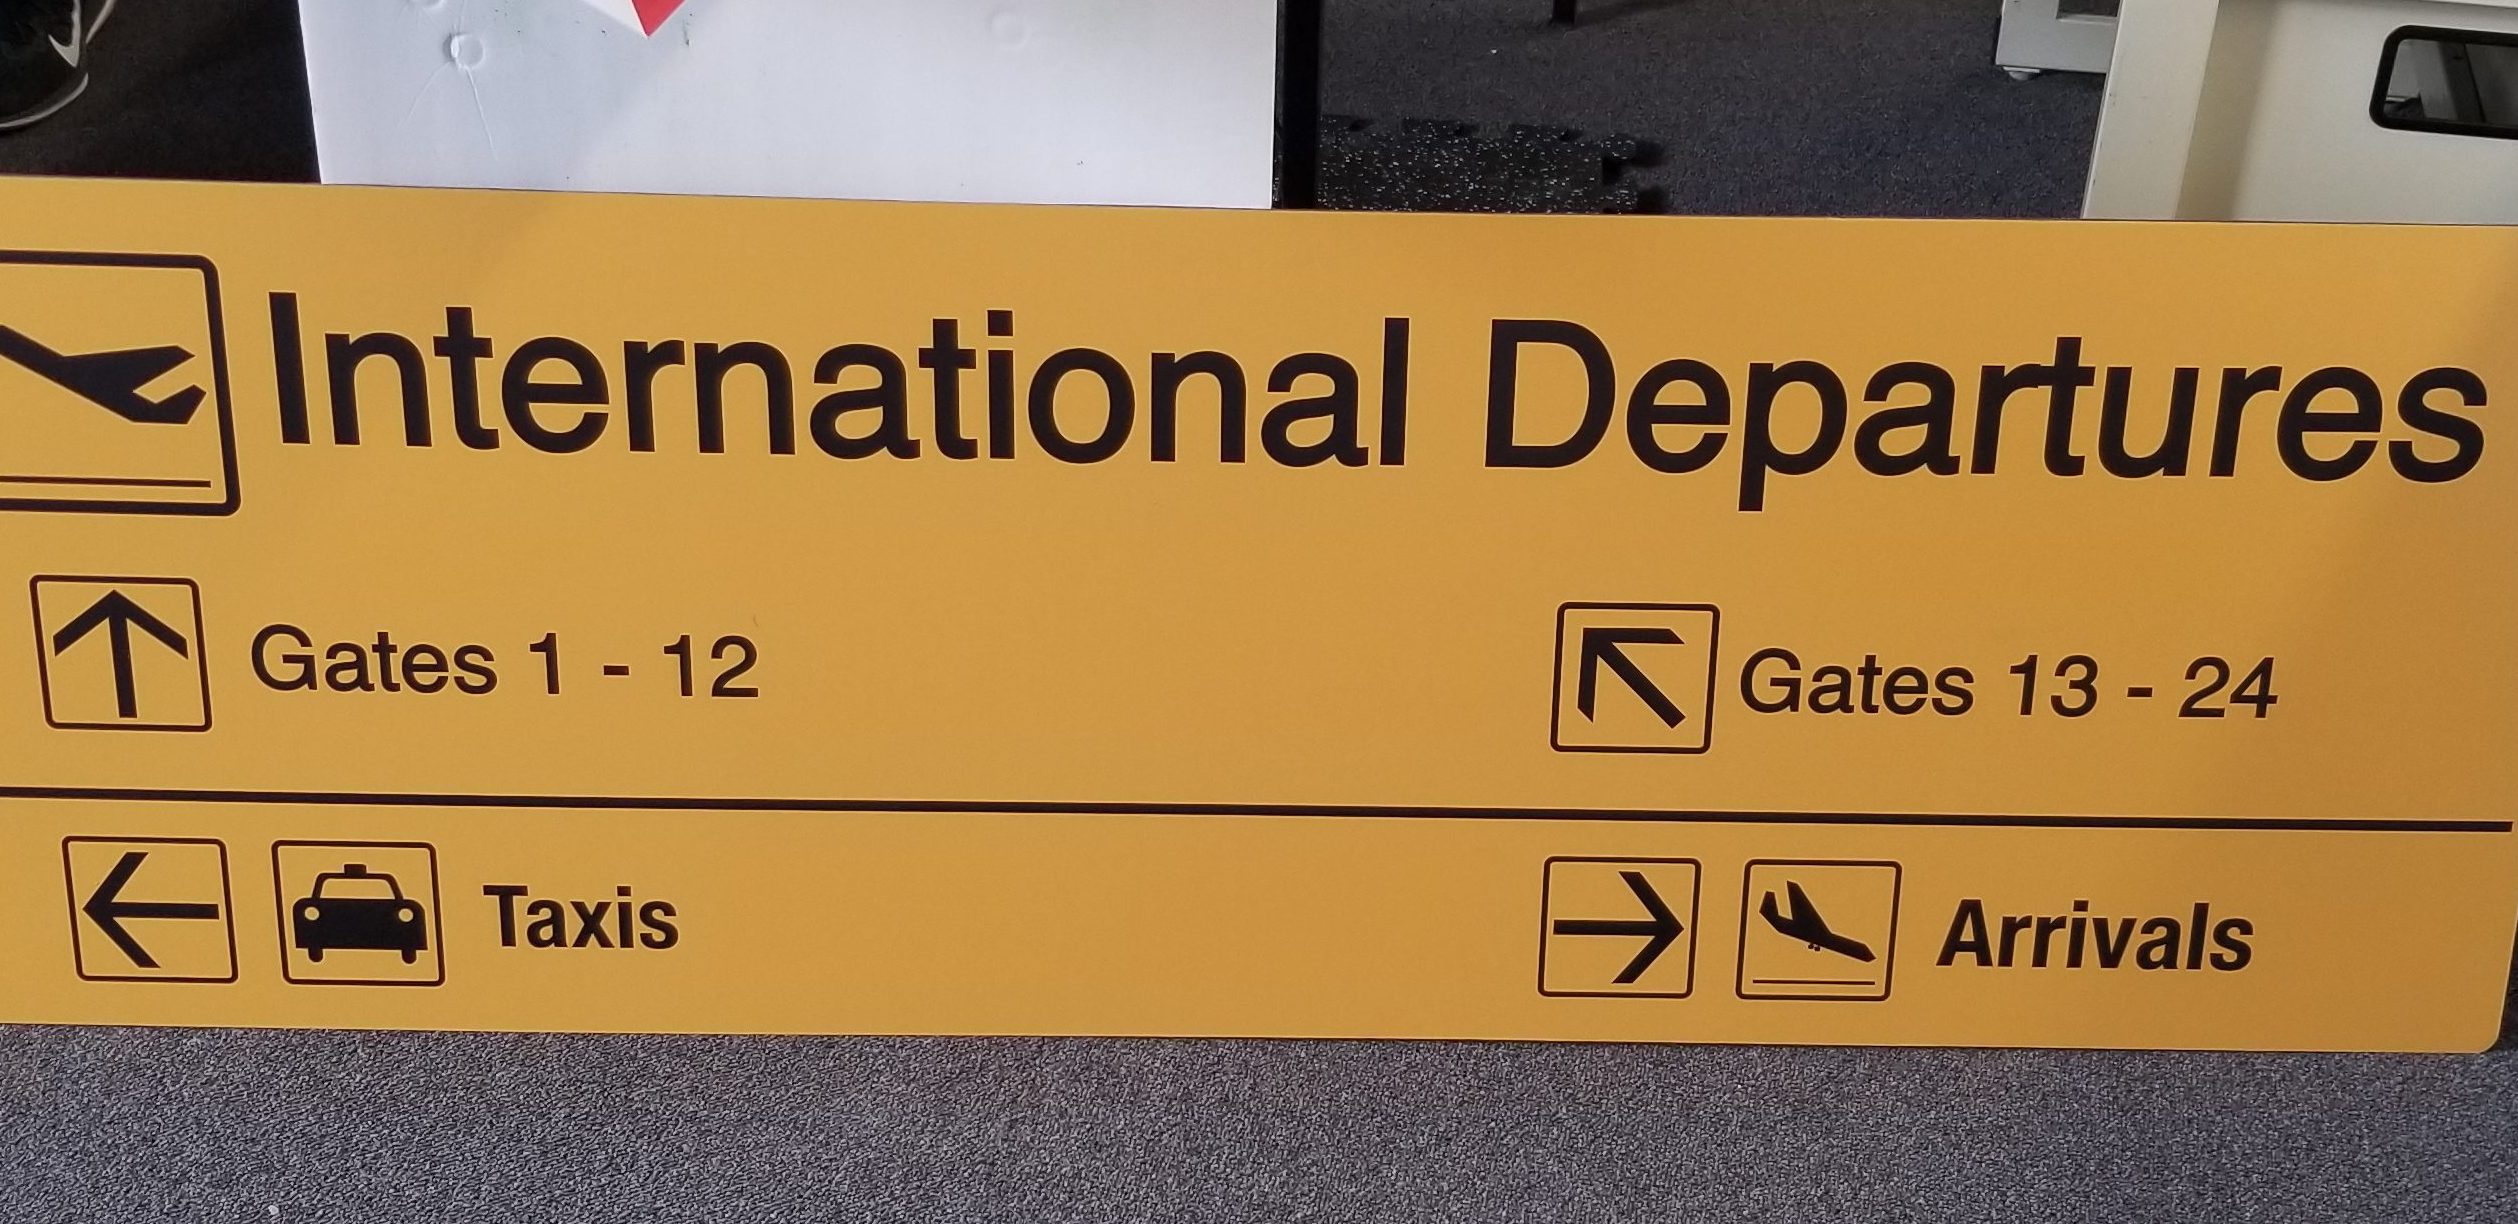 International Departures
Gates 1 - 12
Gates 13 - 24
Taxis
Arrivals